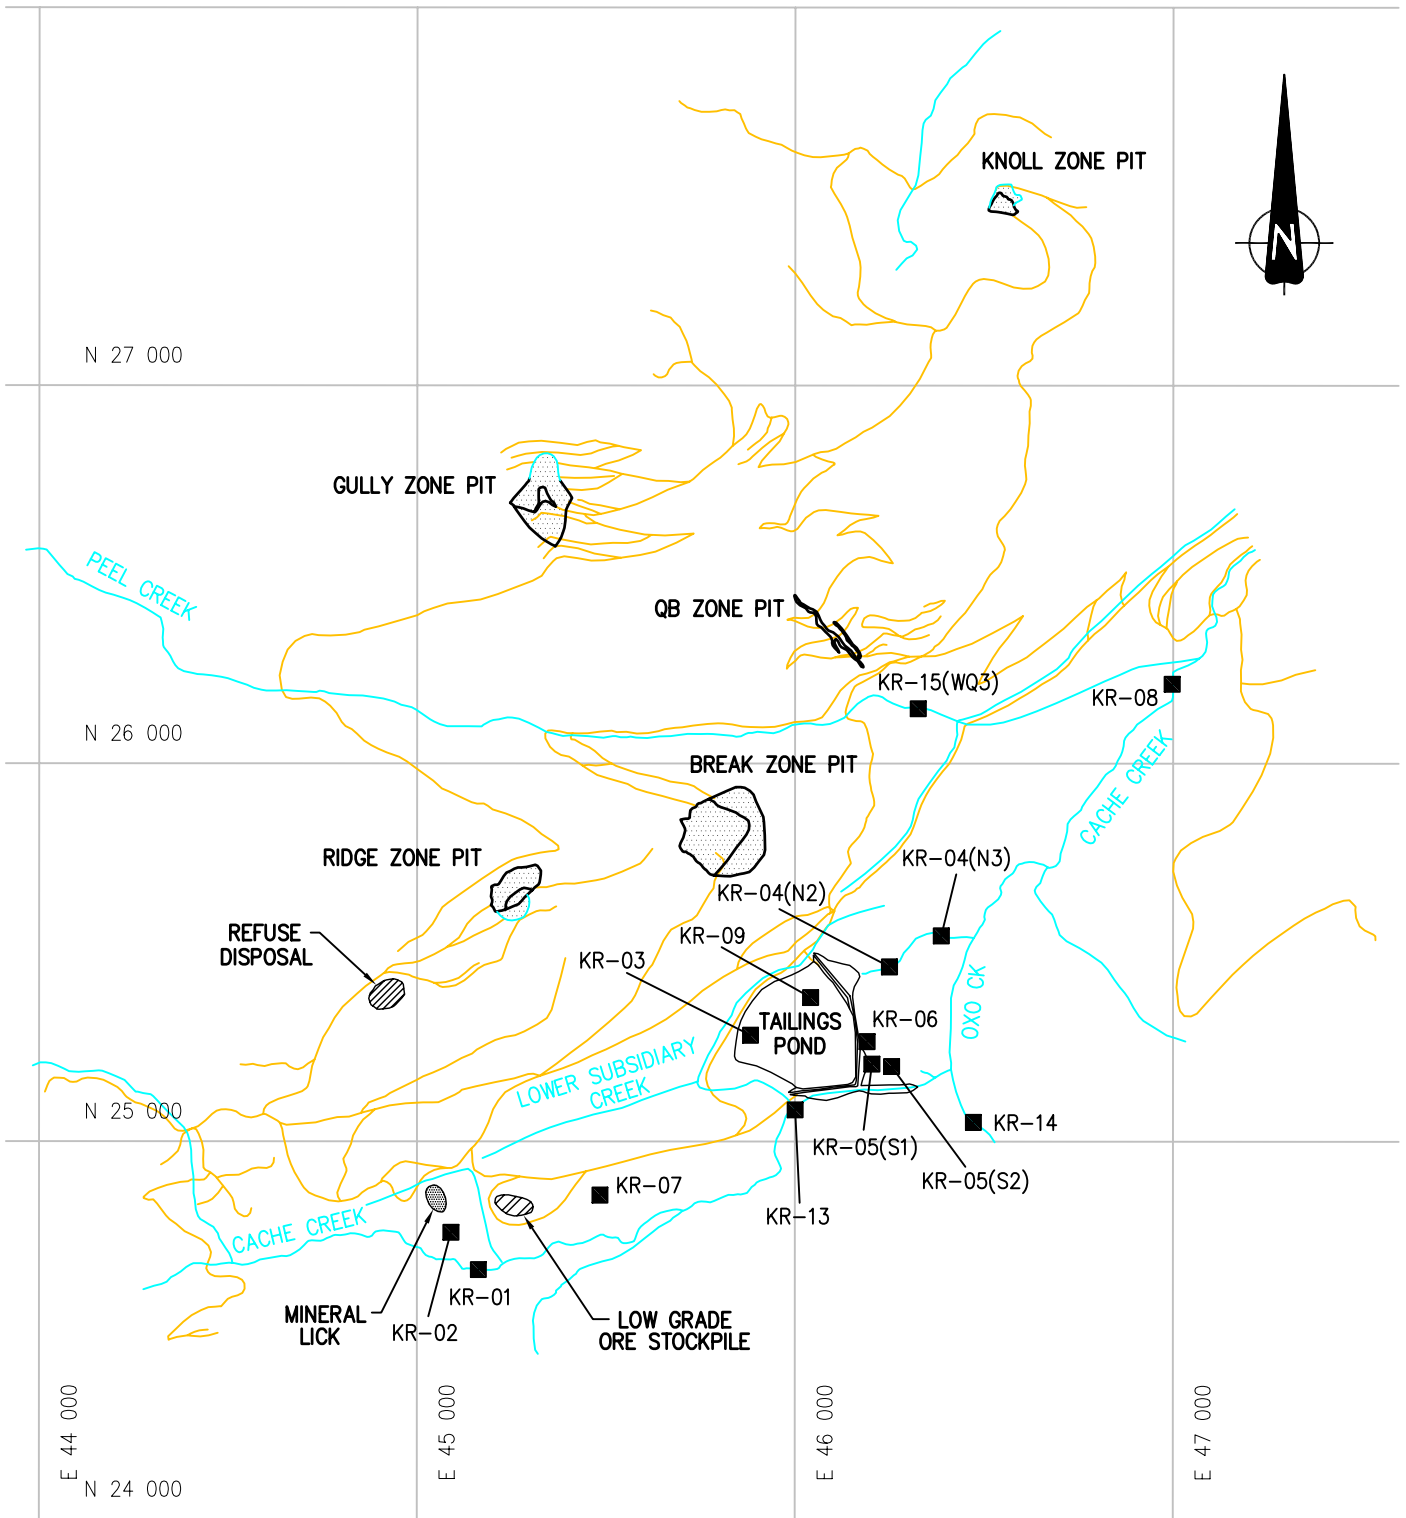 KNOLL ZONE PIT
N
N 27 000
GULLY ZONE PIT
PEEL CREEK
QB ZONE PIT
KR-15(WQ3)
KR-08
N 26 000
BREAK ZONE PIT
CACHE CREEK
RIDGE ZONE PIT
KR-04(N3)
KR-04(N2)
REFUSE
DISPOSAL
KR-09
KR-03
OXO CK
TAILINGS
POND
KR-06
LOWER SUBSIDIARY
CREEK
N 25 000
KR-14
KR-05(S1)
KR-05(S2)
KR-07
KR-13
CACHE CREEK
KR-01
MINERAL
LICK
KR-02
LOW GRADE
ORE STOCKPILE
E 44 000
E 45 000
E 46 000
E 47 000
N 24 000